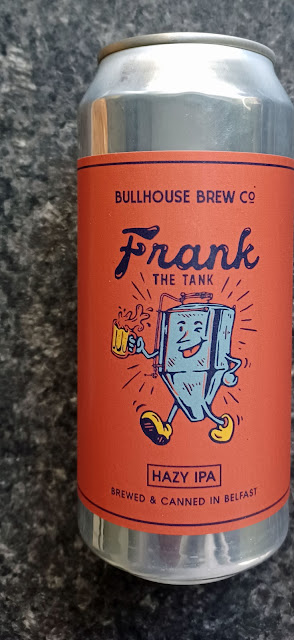 BULLHOUSE BREW Cº
Frank
THE TANK
HAZY IPA
BREWED & CANNED IN BELFAST